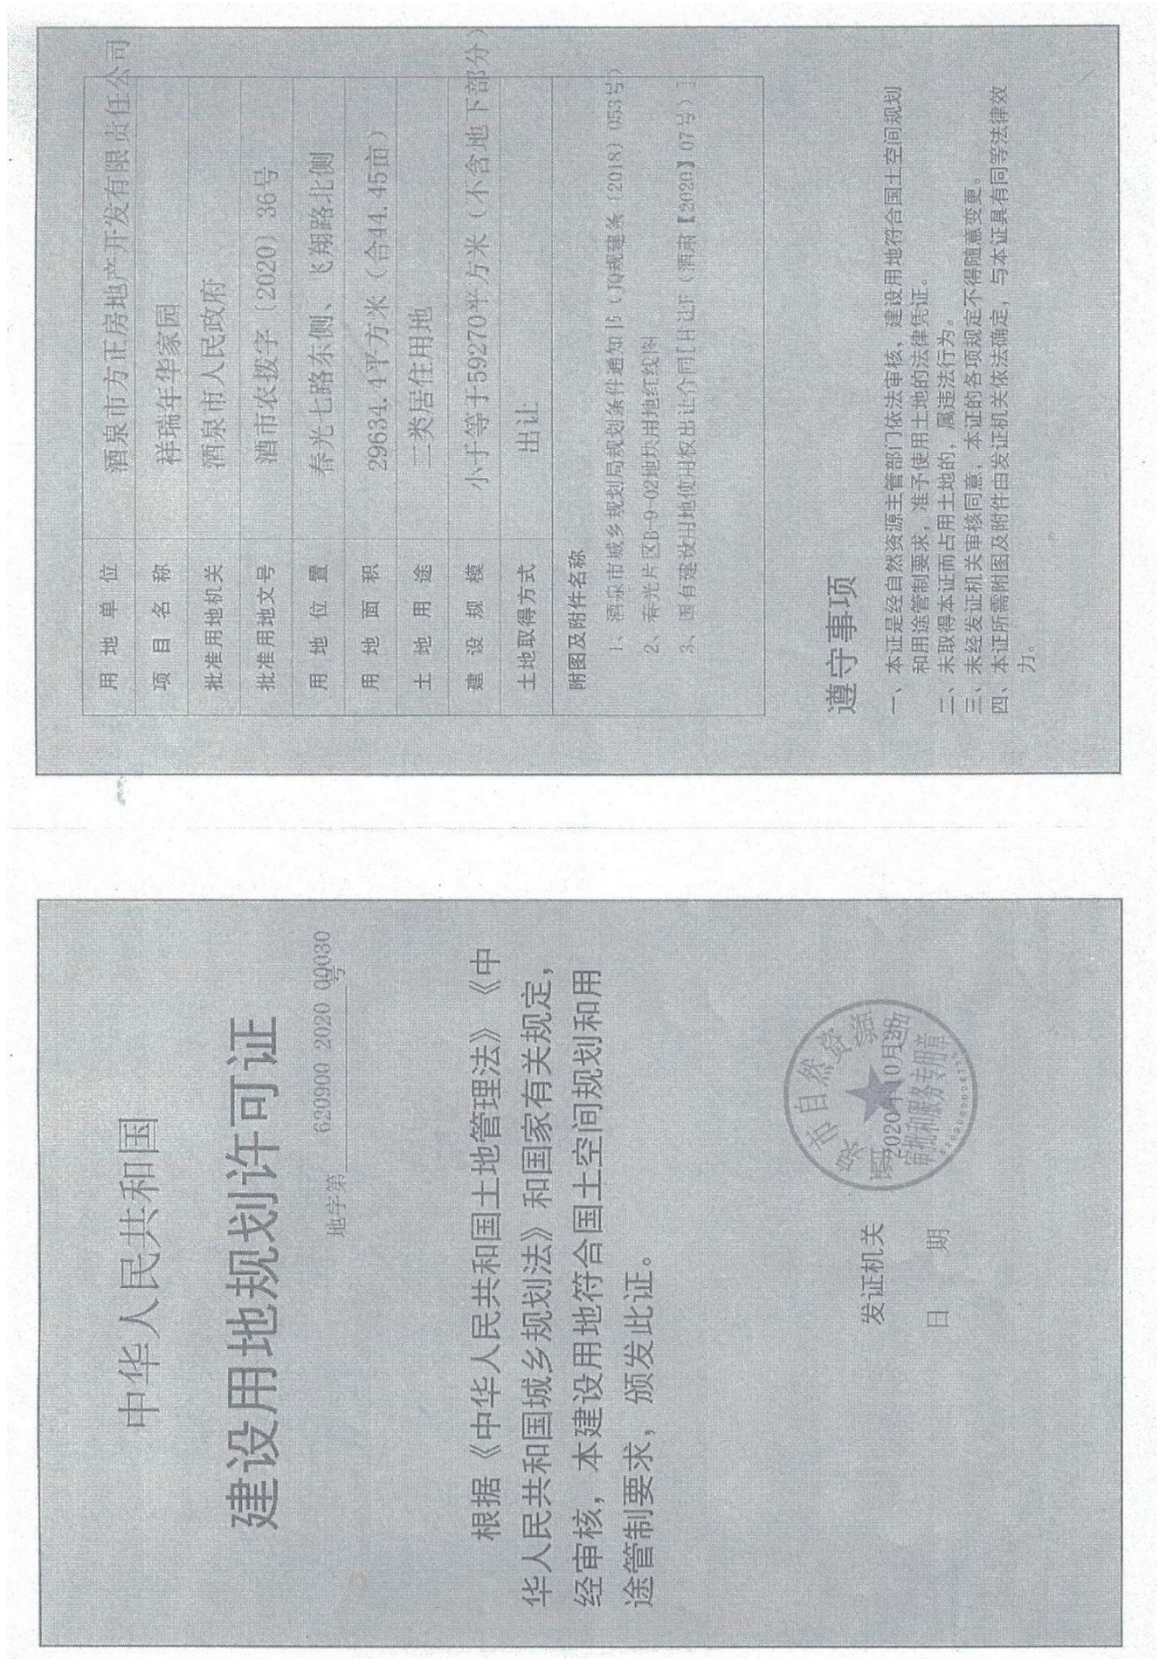 中华人民共和国
建设用地规划许可证
地字第 620900 2020 00030 号
根据《中华人民共和国土地管理法》《中
华人民共和国城乡规划法》和国家有关规定，
经审核，本建设用地符合国土空间规划和用
途管制要求，颁发此证。
发证机关
日 期
用地单位 酒泉市方正房地产开发有限责任公司
项目名称 祥瑞年华家园
批准用地机关 酒泉市人民政府
批准用地文号 酒市农拨字〔2020〕36号
用地位置 春光七路东侧、飞翔路北侧
用地面积 29634.4平方米（合44.45亩）
土地用途 二类居住用地
建设规模 小于等于59270平方米（不含地下部分）
土地取得方式 出让
附图及附件名称
1、酒泉市城乡规划局规划条件通知书（JQ规建条（2018）053号）
2、春光片区B-9-02地块用地红线图
3、国有建设用地使用权出让合同[甘让F（酒肃【2020】07号）]
遵守事项
一、本证是经自然资源主管部门依法审核，建设用地符合国土空间规划
和用途管制要求，准予使用土地的法律凭证。
二、未取得本证而占用土地的，属违法行为。
三、未经发证机关审核同意，本证的各项规定不得随意变更。
四、本证所需附图及附件由发证机关依法确定，与本证具有同等法律效
力。